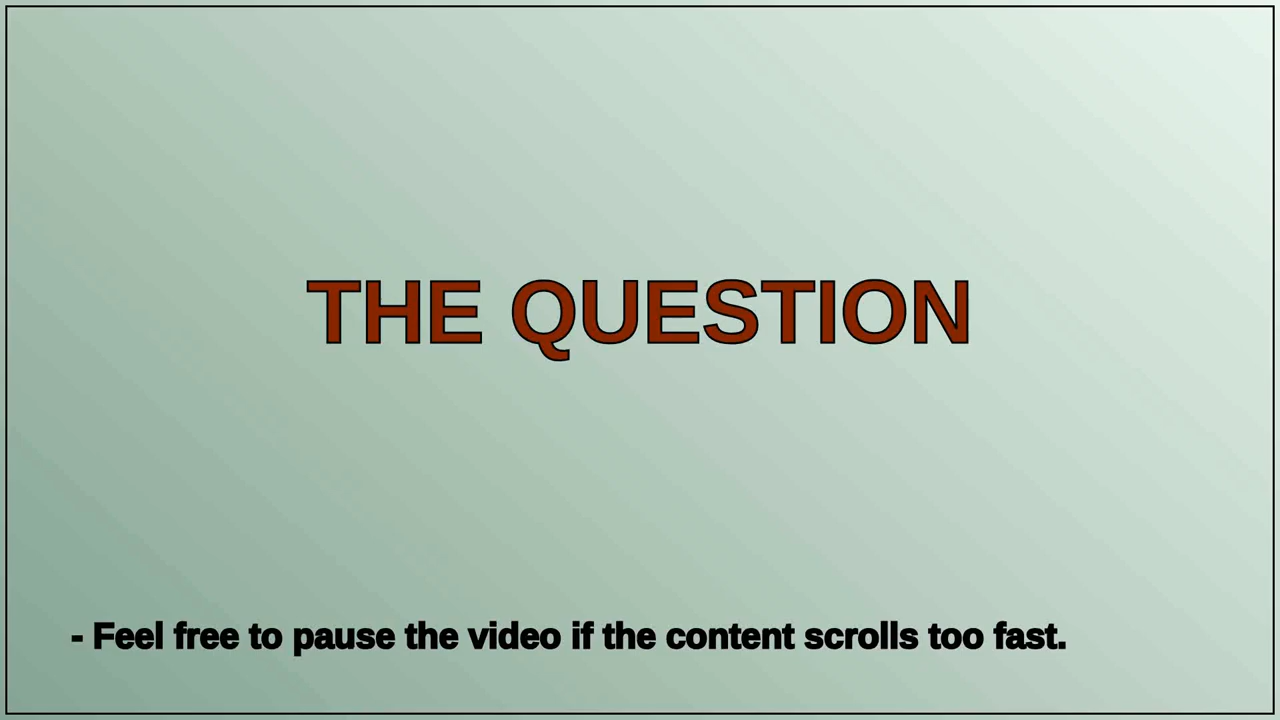 THE QUESTION
- Feel free to pause the video if the content scrolls too fast.